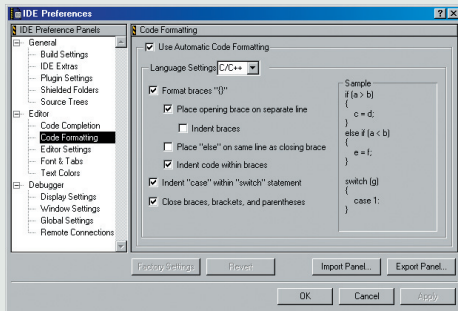 IDE Preferences
IDE Preference Panels
General
Build Settings
IDE Extras
Plugin Settings
Shielded Folders
Source Trees
Editor
Code Completion
Code Formatting
Editor Settings
Font & Tabs
Text Colors
Debugger
Display Settings
Window Settings
Global Settings
Remote Connections
Code Formatting
Use Automatic Code Formatting
Language Settings C/C++
Format braces "{}"
Place opening brace on separate line
Indent braces
Place "else" on same line as closing brace
Indent code within braces
Indent "case" within "switch" statement
Close braces, brackets, and parentheses
Sample
if (a > b)
{
c = d;
}
else if (a < b)
{
e = f;
}
switch (g)
{
case 1:
}
Factory Settings
Revert
Import Panel...
Export Panel...
OK
Cancel
Apply